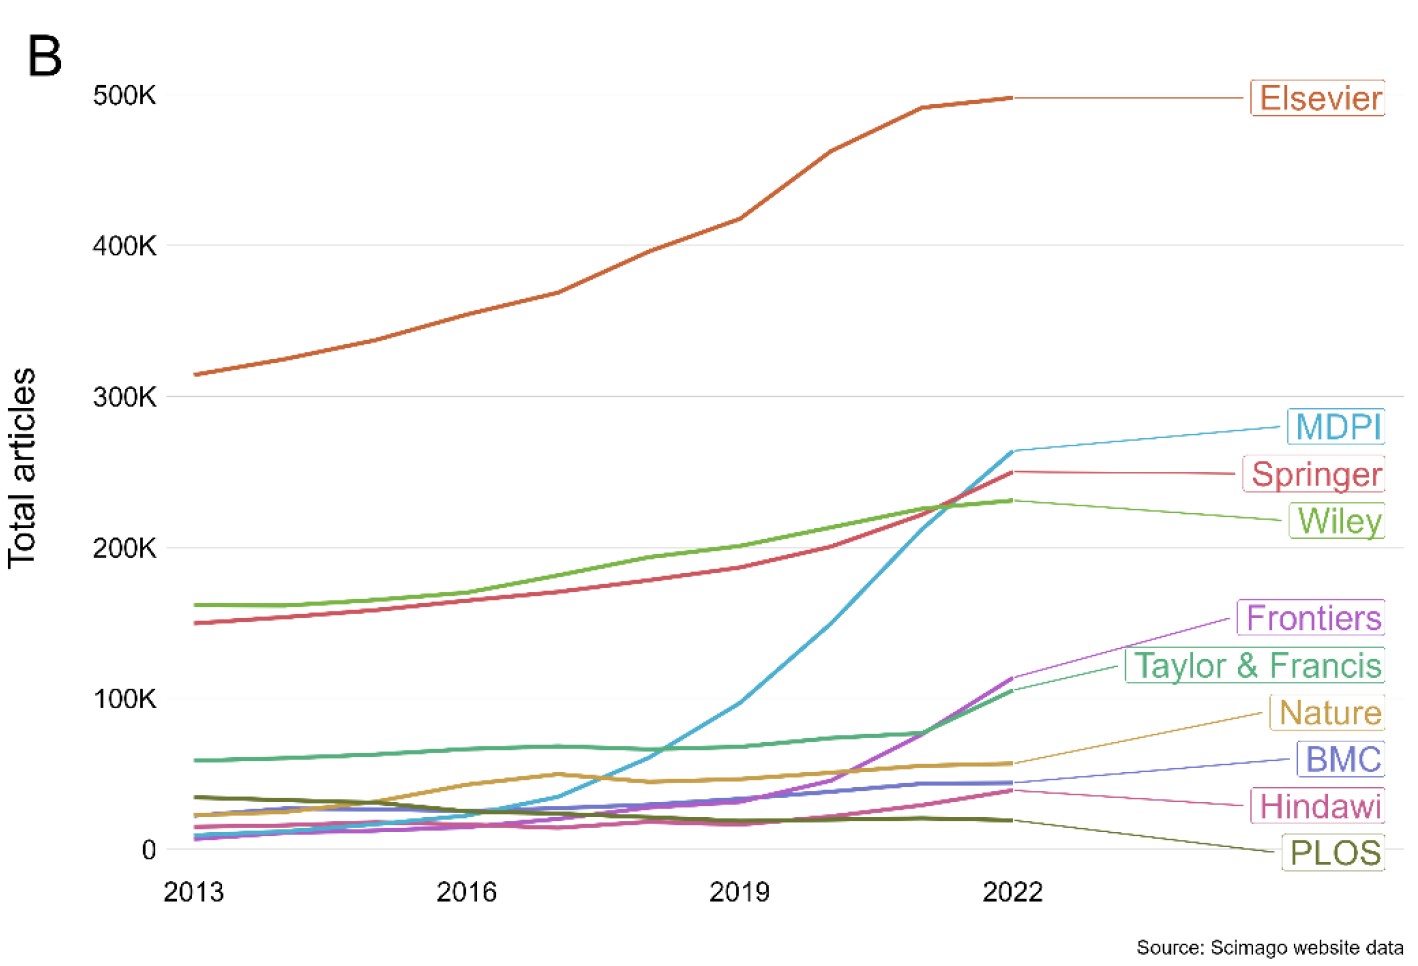 B
500K
400K
300K
200K
100K
0
Total articles
2013
2016
2019
2022
Elsevier
MDPI
Springer
Wiley
Frontiers
Taylor & Francis
Nature
BMC
Hindawi
PLOS
Source: Scimago website data